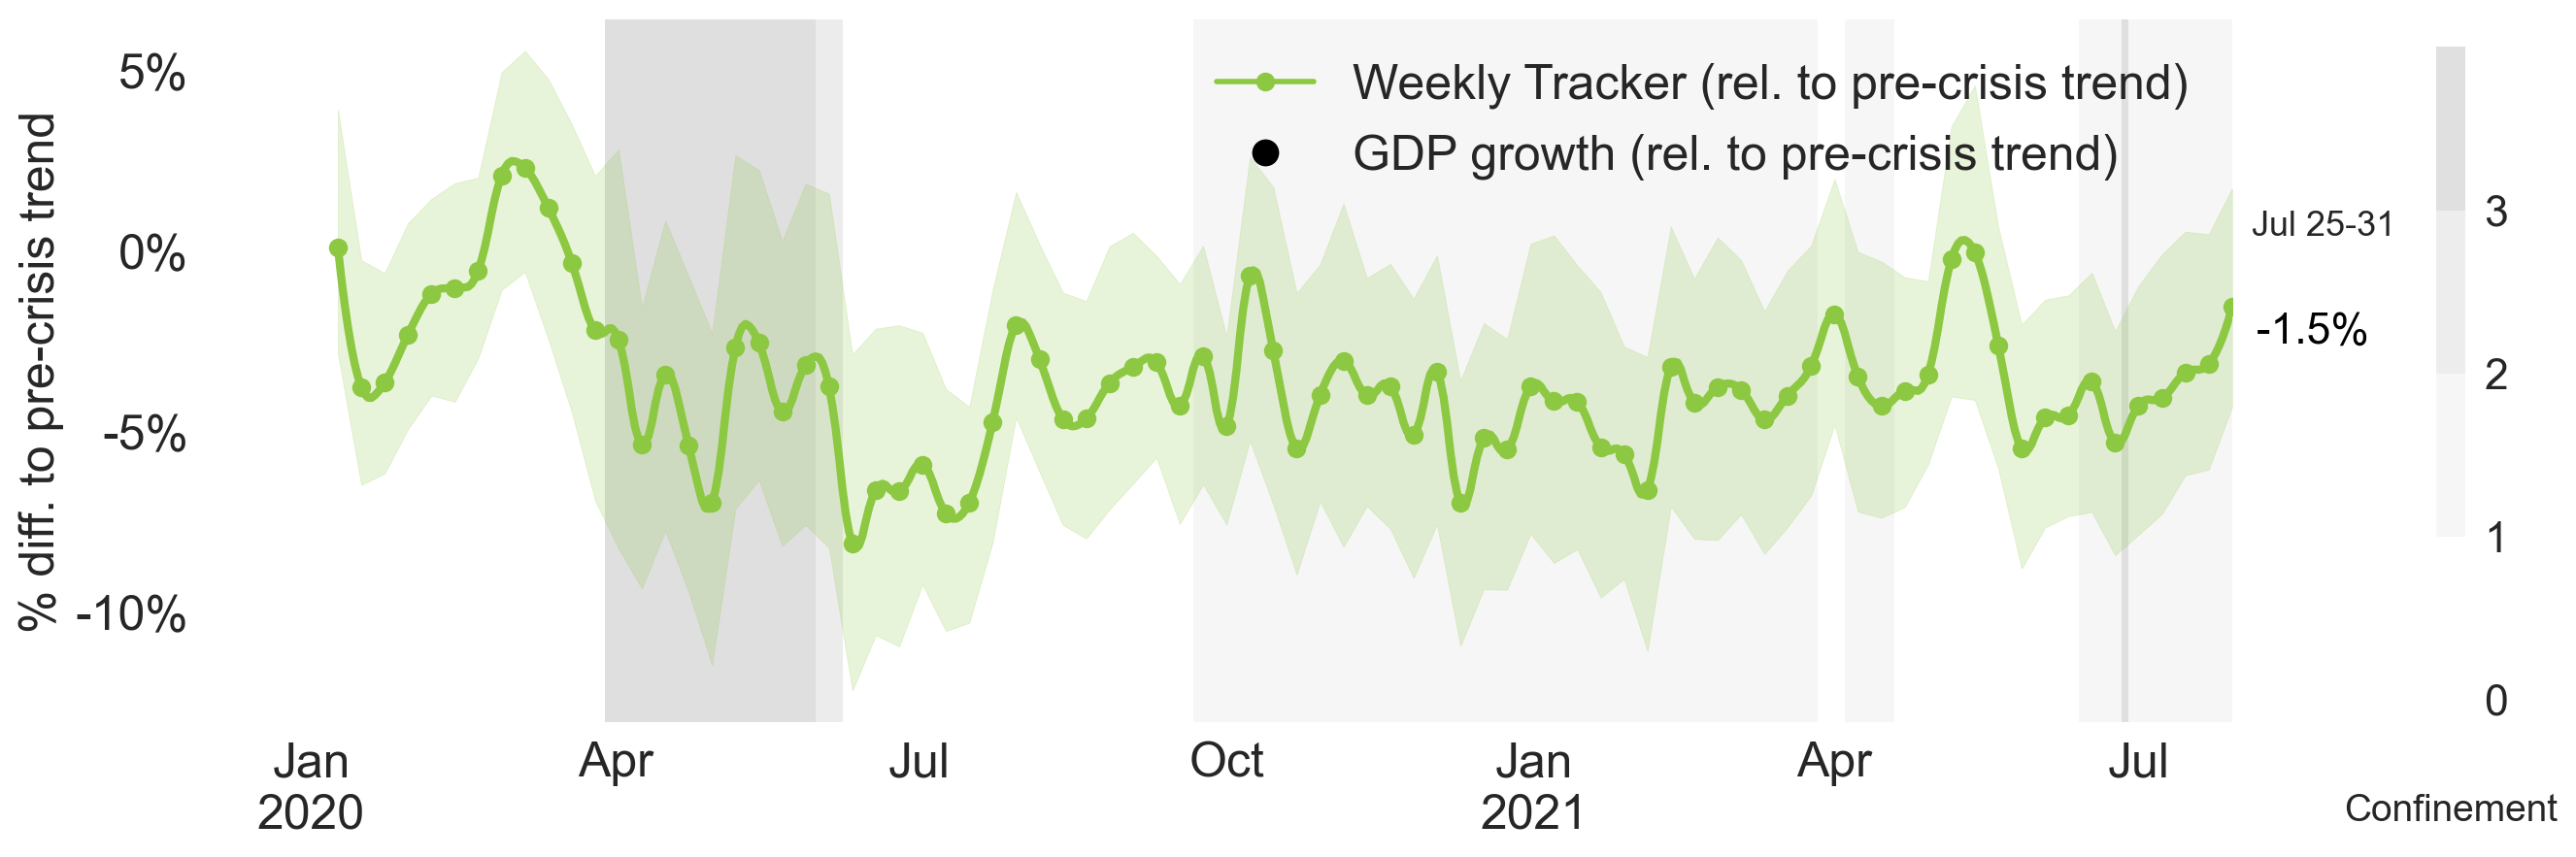 % diff. to pre-crisis trend
5%
0%
-5%
-10%
Weekly Tracker (rel. to pre-crisis trend)
GDP growth (rel. to pre-crisis trend)
Jul 25-31
-1.5%
3
2
1
0
Jan
2020
Apr
Jul
Oct
Jan
2021
Apr
Jul
Confinement